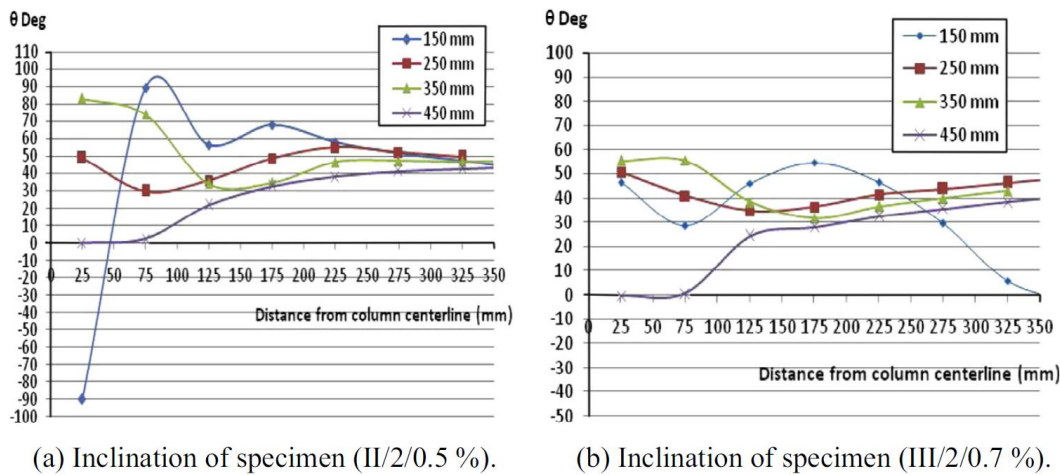 θ Deg
110
100
90
80
70
60
50
40
30
20
10
0
-10
-20
-30
-40
-50
-60
-70
-80
-90
-100
0 25 50 75 100 125 150 175 200 225 250 275 300 325 350
Distance from column centerline (mm)
150 mm
250 mm
350 mm
450 mm
(a) Inclination of specimen (II/2/0.5 %).
θ Deg
100
90
80
70
60
50
40
30
20
10
0
-10
-20
-30
-40
-50
0 25 50 75 100 125 150 175 200 225 250 275 300 325 350
Distance from column centerline (mm)
150 mm
250 mm
350 mm
450 mm
(b) Inclination of specimen (III/2/0.7 %).